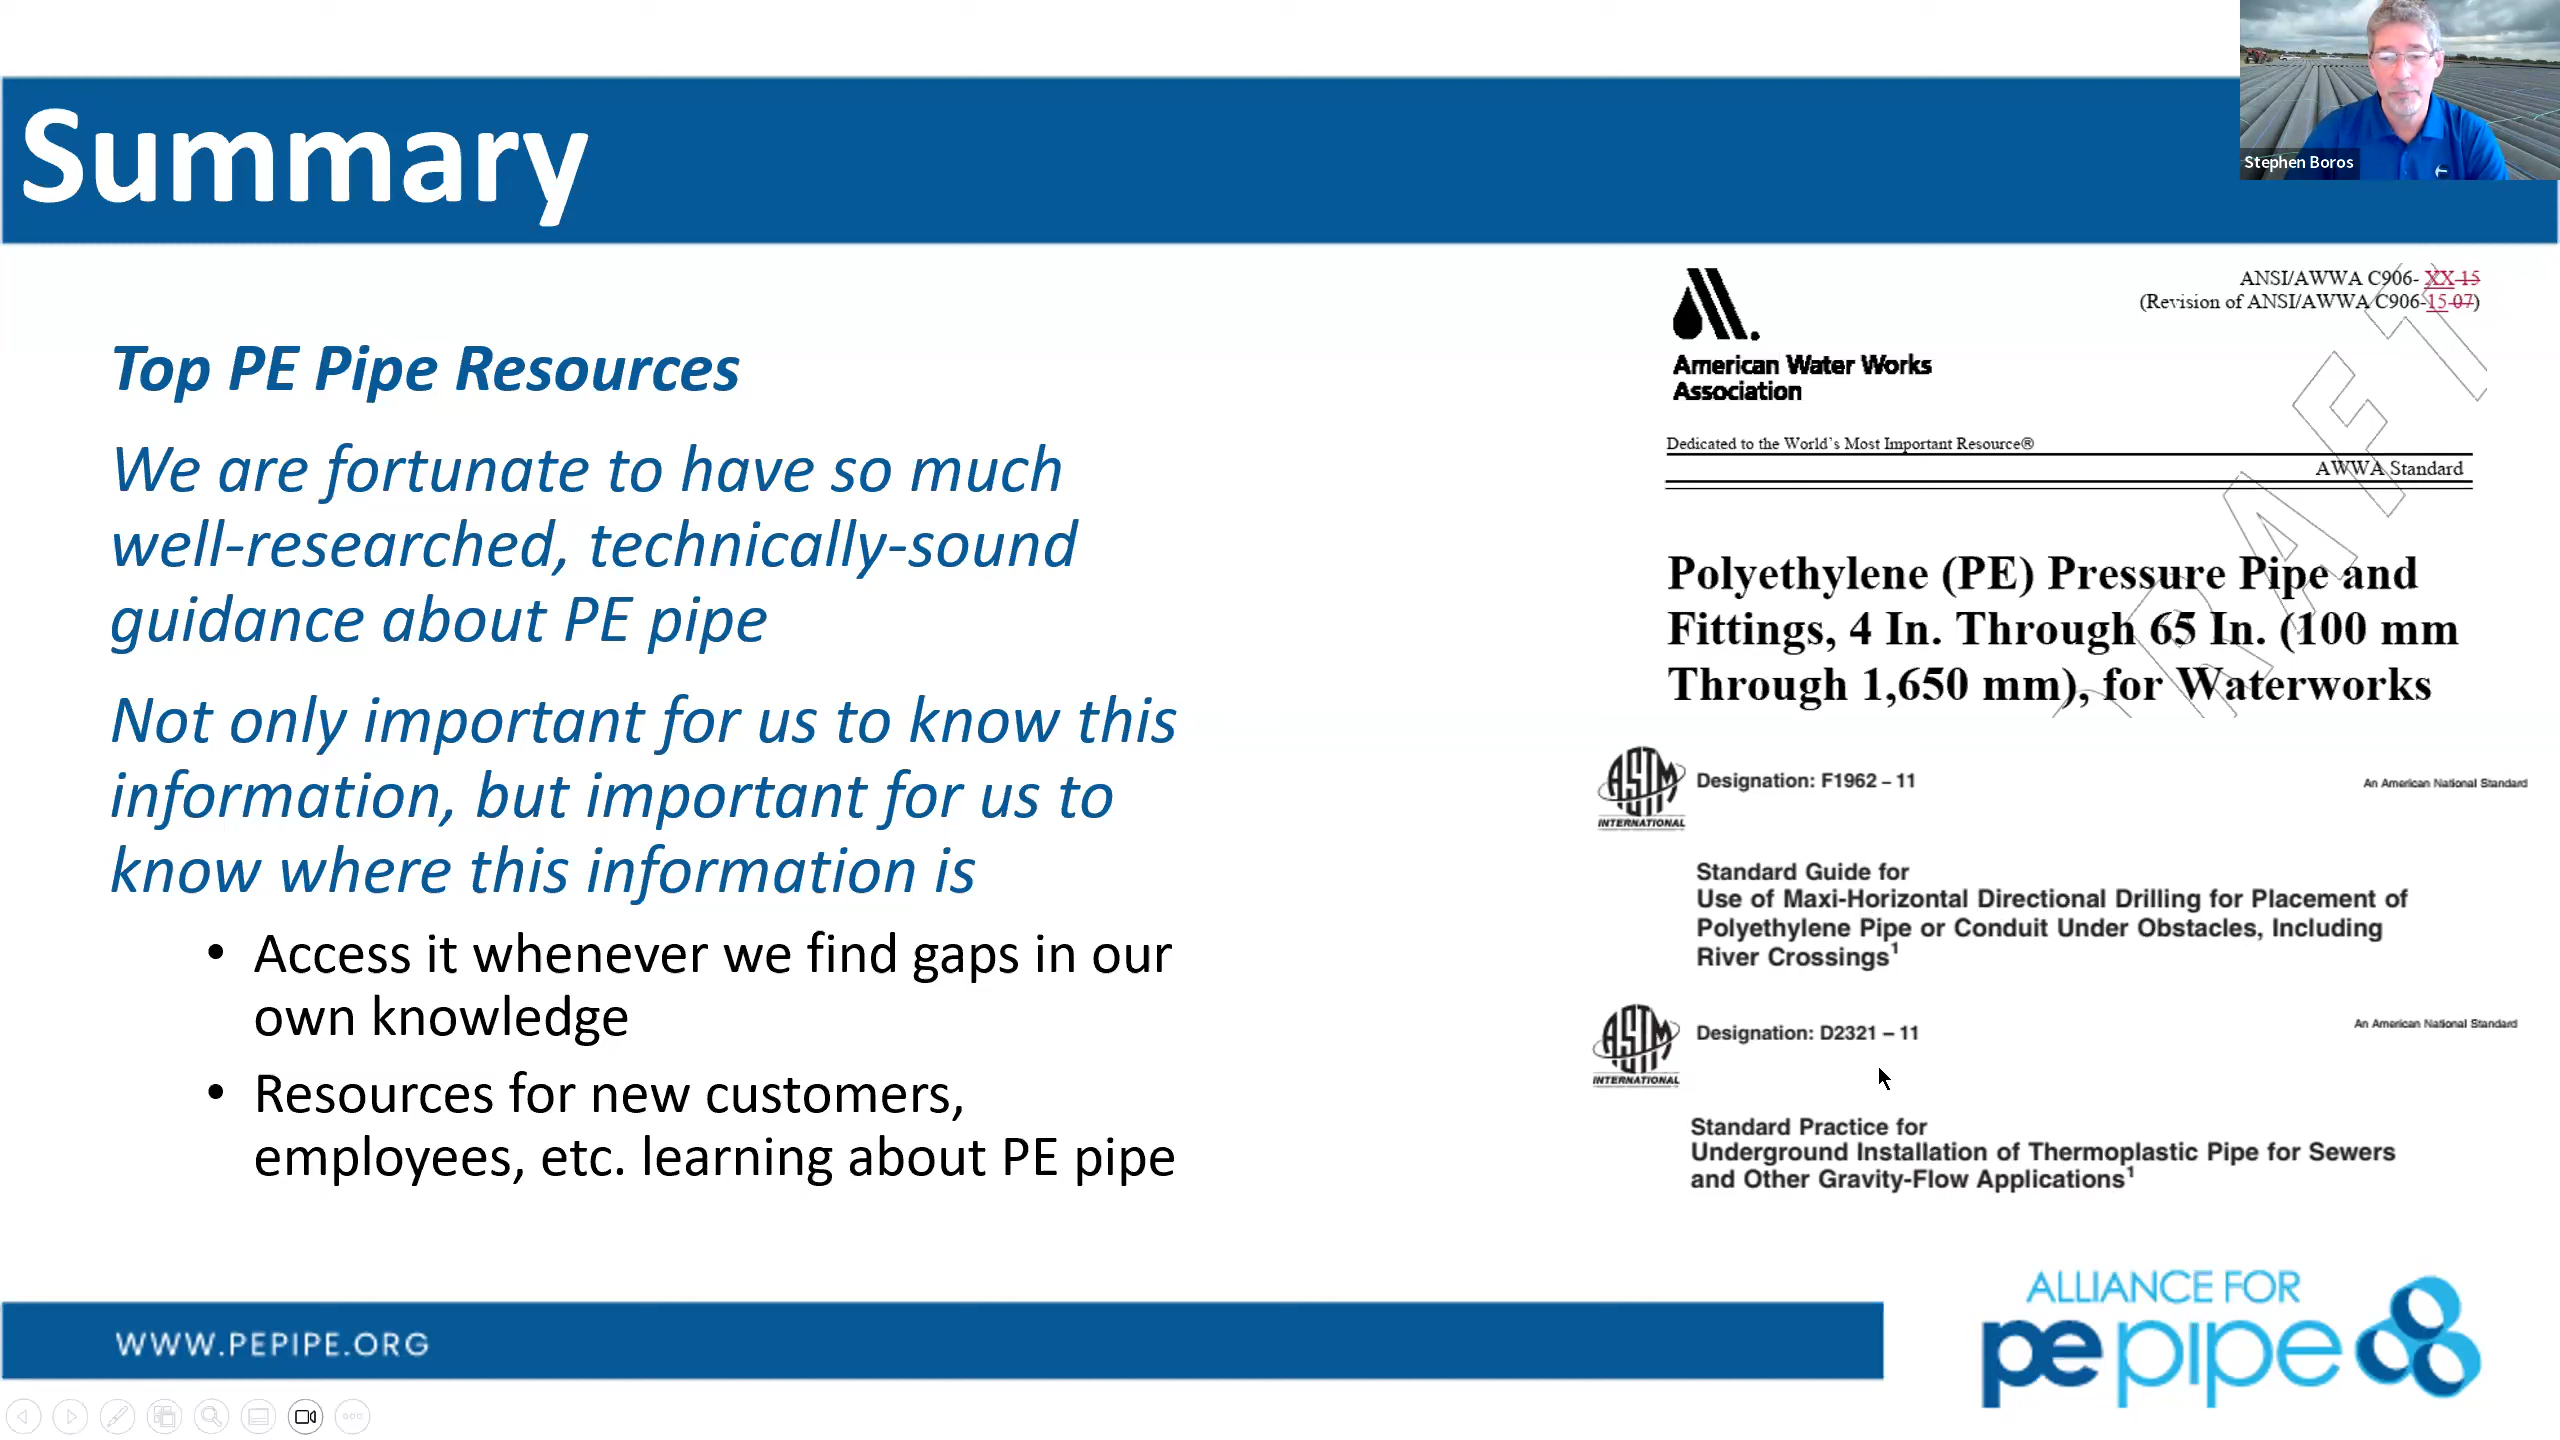 Summary
Stephen Boros
Top PE Pipe Resources
We are fortunate to have so much
well-researched, technically-sound
guidance about PE pipe
Not only important for us to know this
information, but important for us to
know where this information is
• Access it whenever we find gaps in our
own knowledge
• Resources for new customers,
employees, etc. learning about PE pipe
ANSI/AWWA C906- XX-15
(Revision of ANSI/AWWA C906-15-07)
American Water Works
Association
Dedicated to the World's Most Important Resource®
AWWA Standard
DRAFT
Polyethylene (PE) Pressure Pipe and
Fittings, 4 In. Through 65 In. (100 mm
Through 1,650 mm), for Waterworks
ASTM
INTERNATIONAL
Designation: F1962 – 11
An American National Standard
Standard Guide for
Use of Maxi-Horizontal Directional Drilling for Placement of
Polyethylene Pipe or Conduit Under Obstacles, Including
River Crossings1
ASTM
INTERNATIONAL
Designation: D2321 – 11
An American National Standard
Standard Practice for
Underground Installation of Thermoplastic Pipe for Sewers
and Other Gravity-Flow Applications1
WWW.PEPIPE.ORG
ALLIANCE FOR
pe pipe